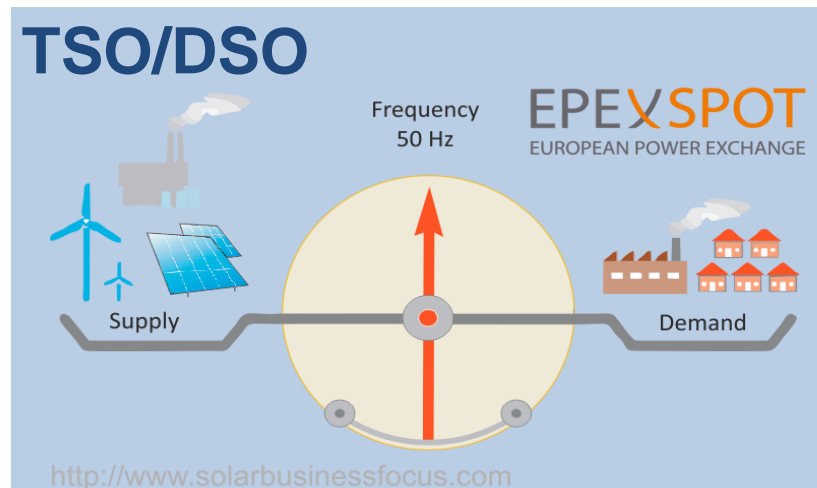 TSO/DSO
Frequency
50 Hz
EPEXSPOT
EUROPEAN POWER EXCHANGE
Supply
Demand
http://www.solarbusinessfocus.com